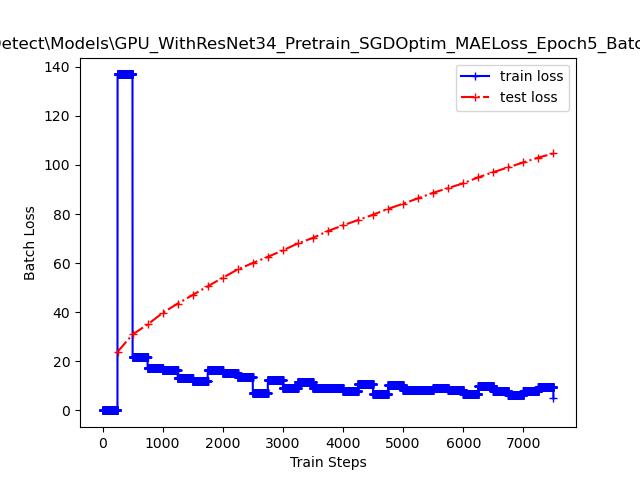 etect\Models\GPU_WithResNet34_Pretrain_SGDOptim_MAELoss_Epoch5_Batc
140
120
100
80
60
40
20
0
Batch Loss
train loss
test loss
0 1000 2000 3000 4000 5000 6000 7000
Train Steps